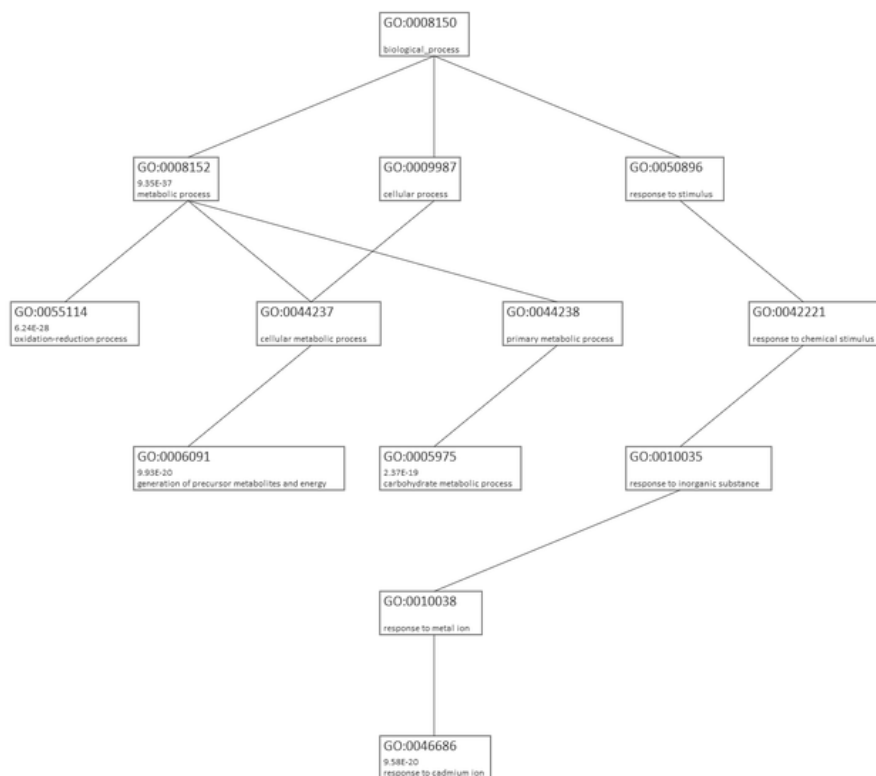 GO:0008150
biological_process
GO:0008152
9.35E-37
metabolic process
GO:0009987
cellular process
GO:0050896
response to stimulus
GO:0055114
6.24E-28
oxidation-reduction process
GO:0044237
cellular metabolic process
GO:0044238
primary metabolic process
GO:0042221
response to chemical stimulus
GO:0006091
9.93E-20
generation of precursor metabolites and energy
GO:0005975
2.37E-19
carbohydrate metabolic process
GO:0010035
response to inorganic substance
GO:0010038
response to metal ion
GO:0046686
9.58E-20
response to cadmium ion